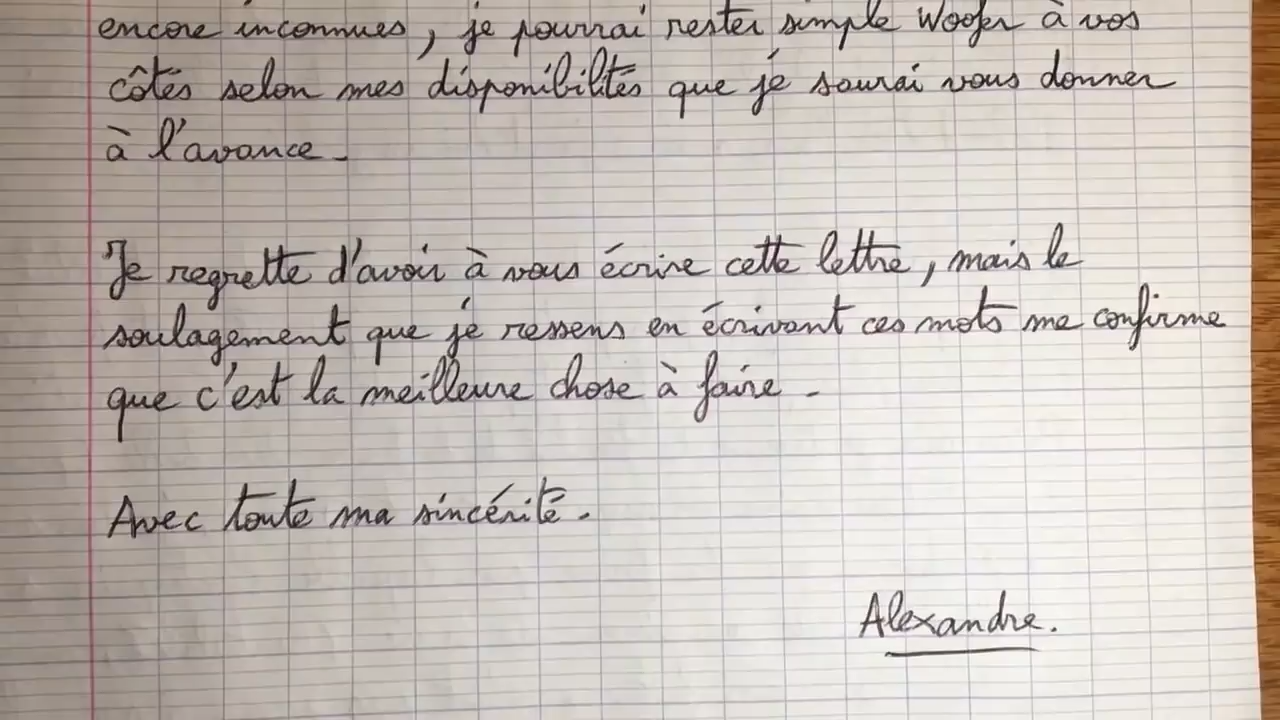 encore inconnues, je pourrai rester simple Woofer à vos
côtés selon mes disponibilités que je saurai vous donner
à l'avance.
Je regrette d'avoir à vous écrire cette lettre, mais le
soulagement que je ressens en écrivant ces mots me confirme
que c'est la meilleure chose à faire.
Avec toute ma sincérité.
Alexandre.